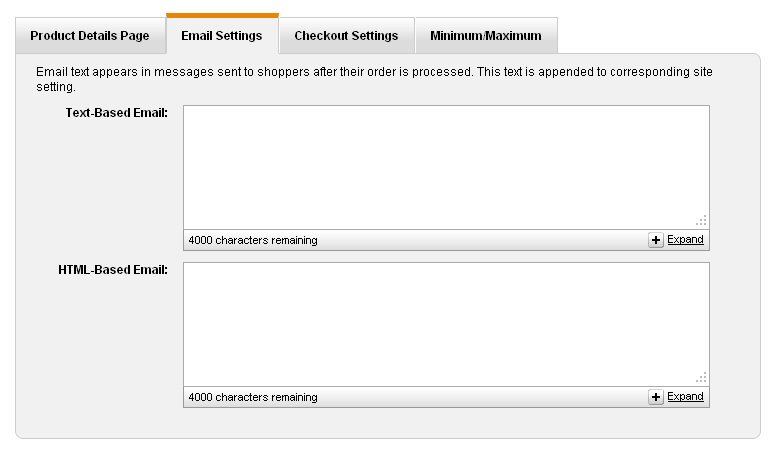 Product Details Page Email Settings Checkout Settings Minimum/Maximum
Email text appears in messages sent to shoppers after their order is processed. This text is appended to corresponding site
setting.
Text-Based Email:
4000 characters remaining Expand
HTML-Based Email:
4000 characters remaining Expand